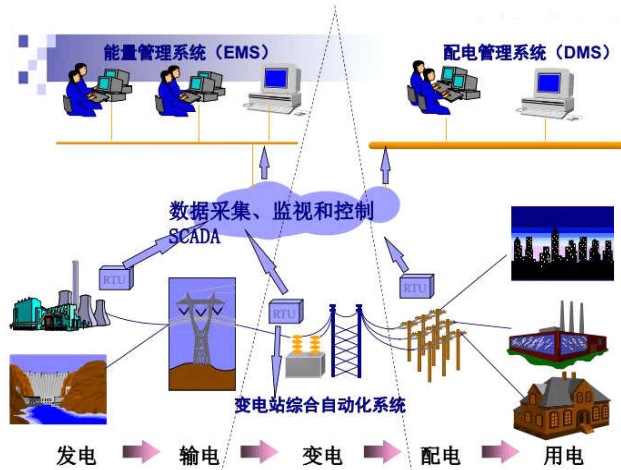 能量管理系统（EMS）
配电管理系统（DMS）
数据采集、监视和控制
SCADA
RTU
RTU
RTU
变电站综合自动化系统
发电
输电
变电
配电
用电